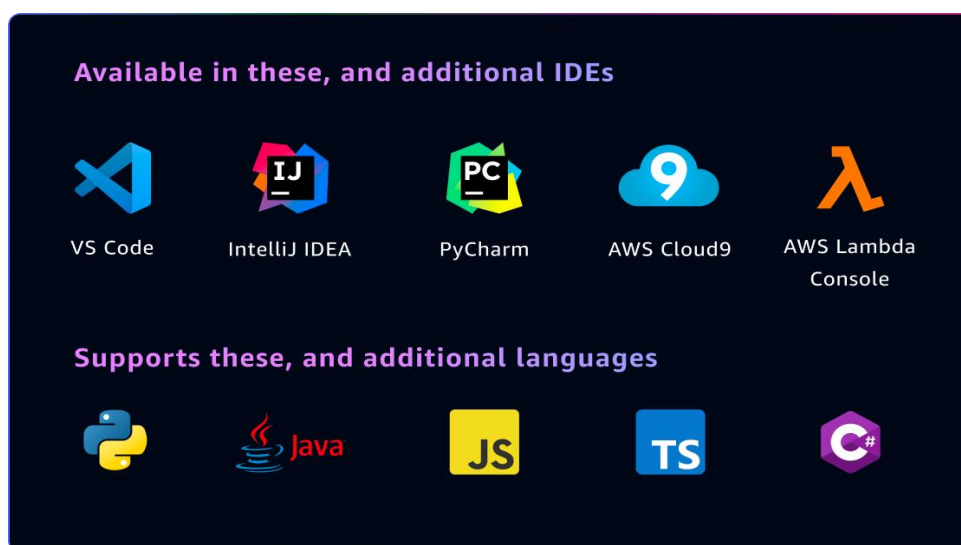 Available in these, and additional IDEs
IJ
PC
9
VS Code
IntelliJ IDEA
PyCharm
AWS Cloud9
AWS Lambda
Console
Supports these, and additional languages
Java
JS
TS
C#